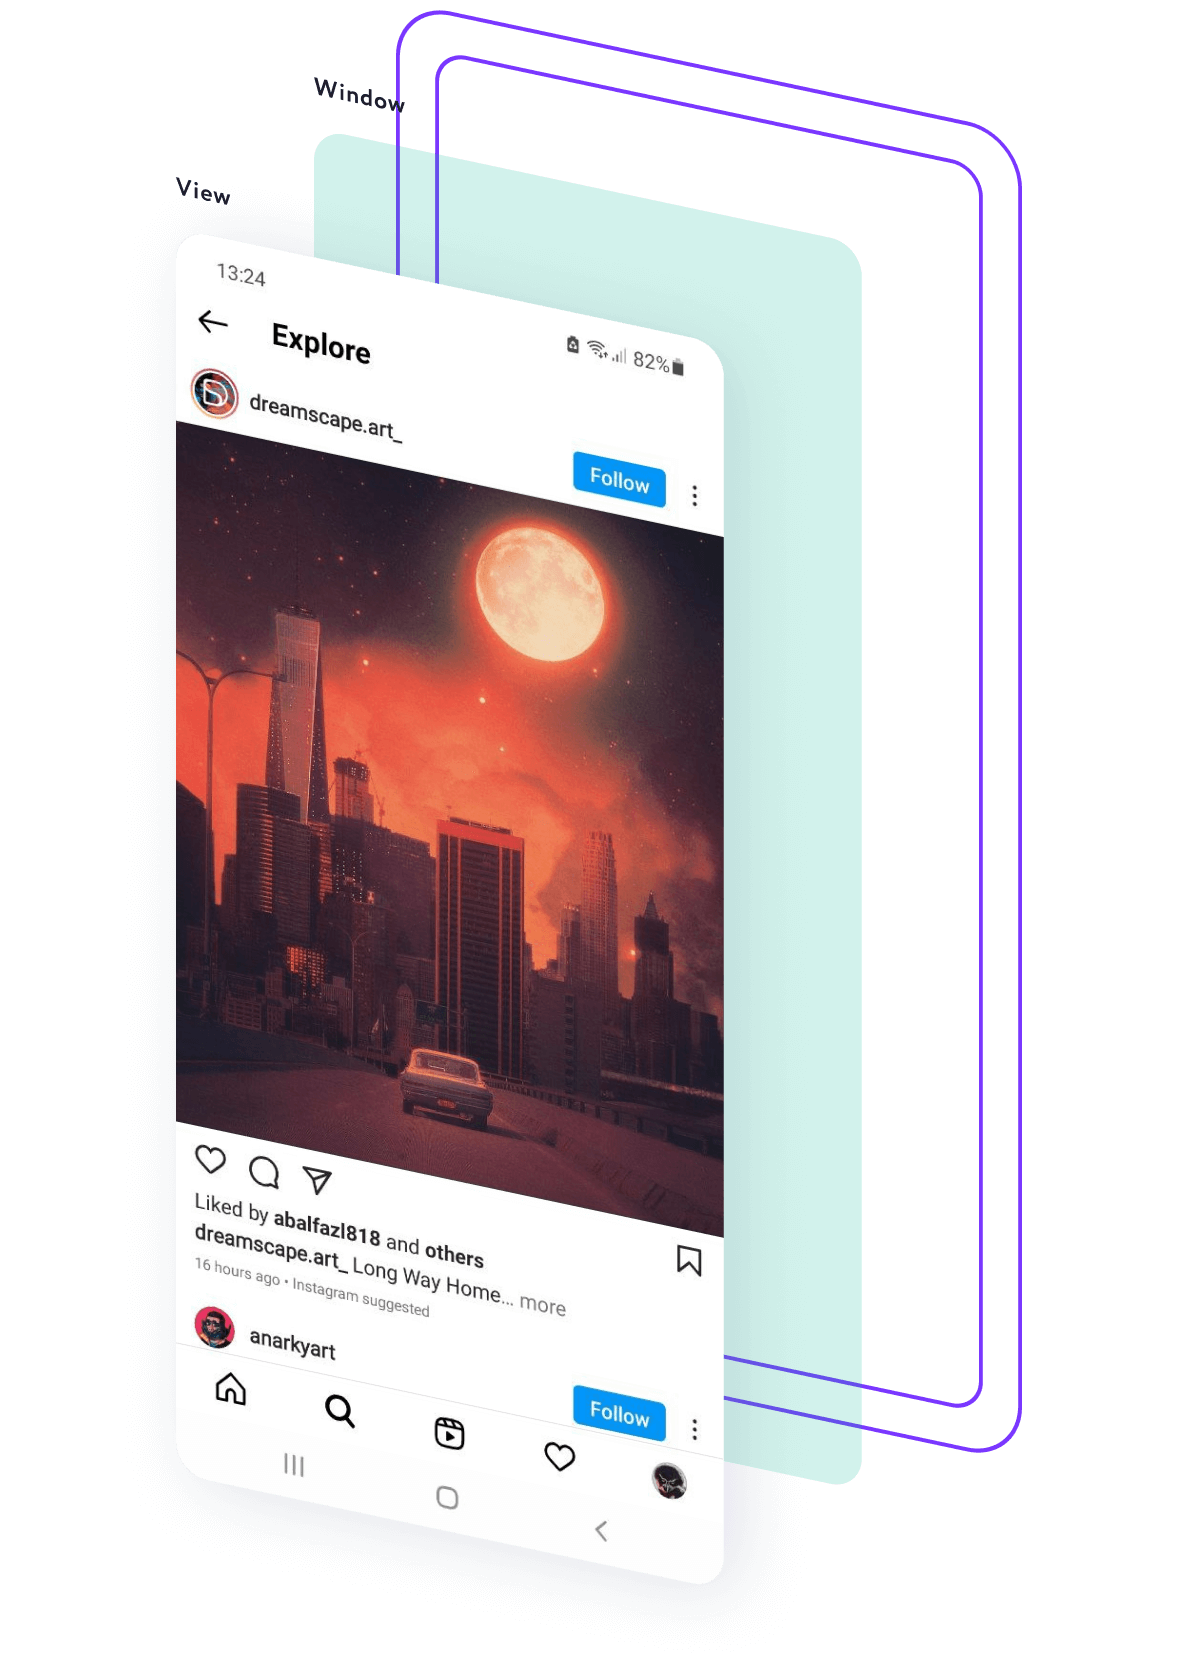 Window
View
13:24
82%
Explore
dreamscape.art_
Follow
Liked by abalfazl818 and others
dreamscape.art_ Long Way Home... more
16 hours ago • Instagram suggested
anarkyart
Follow